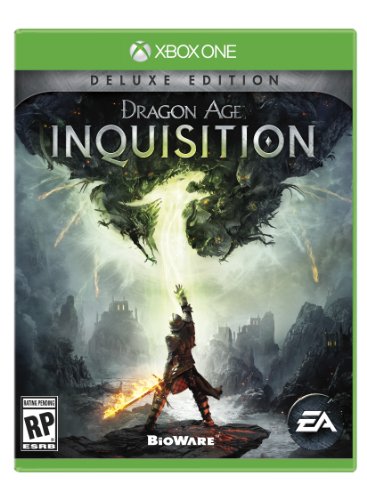 XBOX ONE
DELUXE EDITION
DRAGON AGE
INQUISITION
RATING PENDING
RP
ESRB
BIOWARE
EA